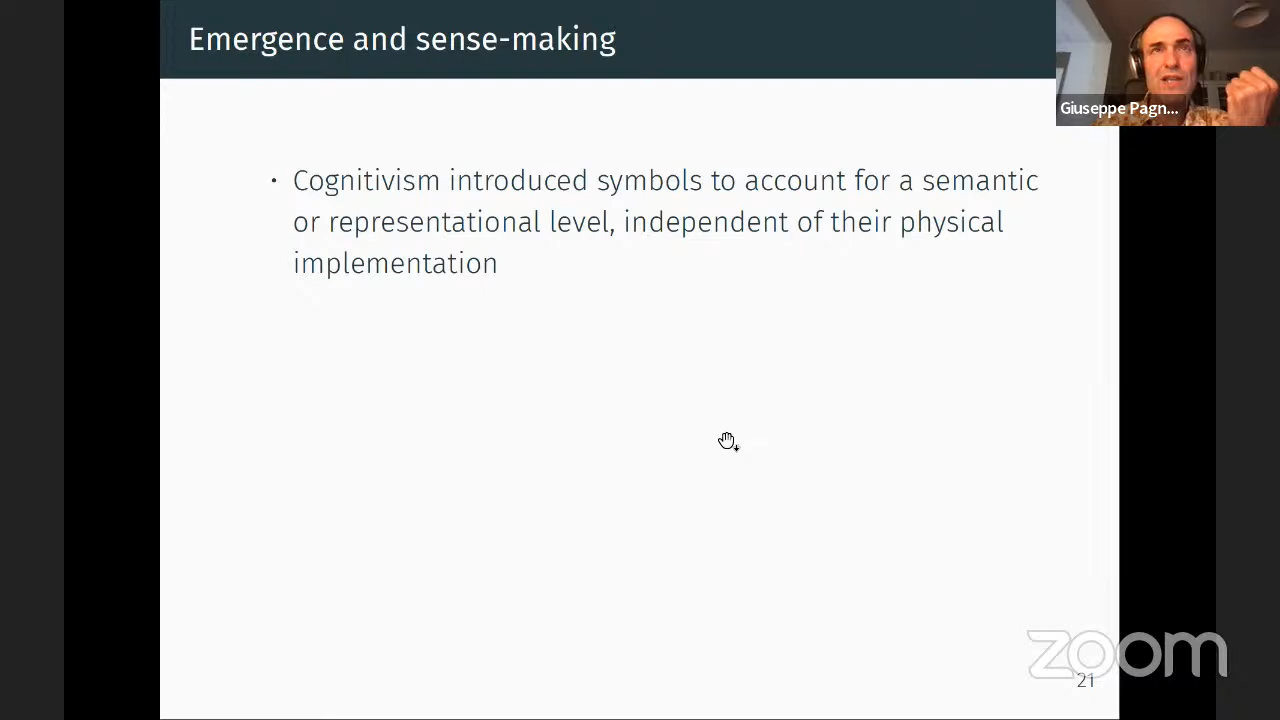 Emergence and sense-making
Giuseppe Pagn...
· Cognitivism introduced symbols to account for a semantic
or representational level, independent of their physical
implementation
zoom
21